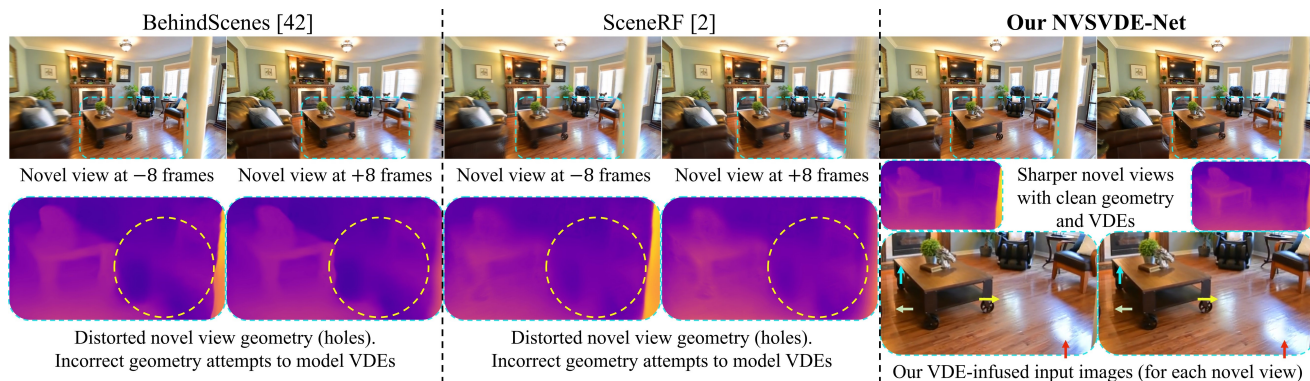 BehindScenes [42]
SceneRF [2]
Our NVSVDE-Net
Novel view at −8 frames
Novel view at +8 frames
Novel view at −8 frames
Novel view at +8 frames
Sharper novel views
with clean geometry
and VDEs
Distorted novel view geometry (holes).
Incorrect geometry attempts to model VDEs
Distorted novel view geometry (holes).
Incorrect geometry attempts to model VDEs
Our VDE-infused input images (for each novel view)